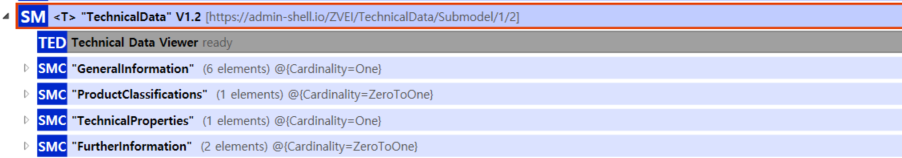 SM <T> "TechnicalData" V1.2 [https://admin-shell.io/ZVEI/TechnicalData/Submodel/1/2]
TED Technical Data Viewer ready
SMC "GeneralInformation" (6 elements) @{Cardinality=One}
SMC "ProductClassifications" (1 elements) @{Cardinality=ZeroToOne}
SMC "TechnicalProperties" (1 elements) @{Cardinality=One}
SMC "FurtherInformation" (2 elements) @{Cardinality=ZeroToOne}